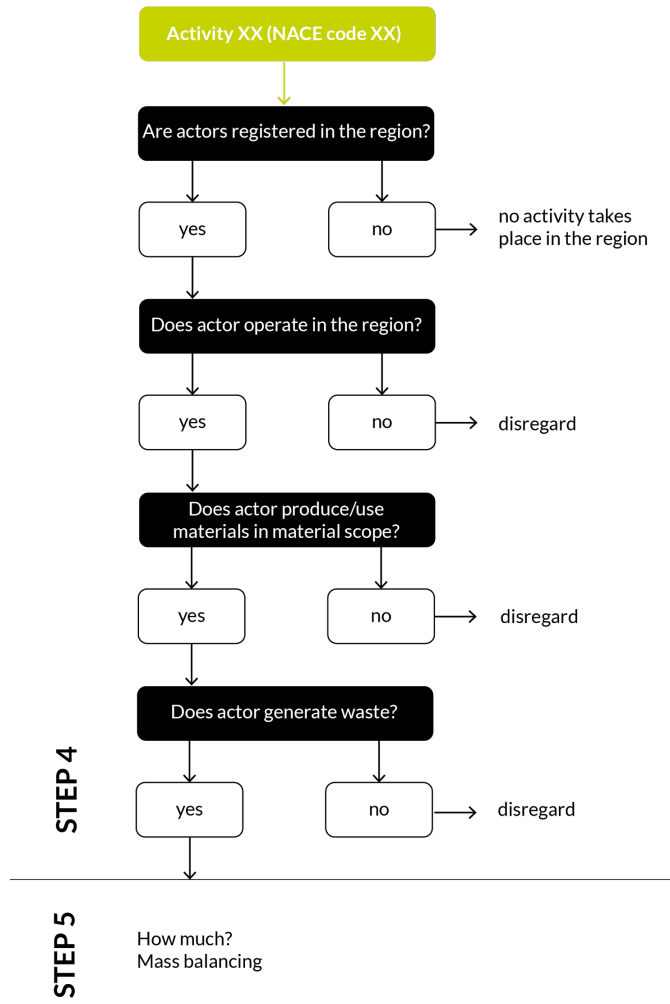 Activity XX (NACE code XX)
Are actors registered in the region?
yes
no
no activity takes
place in the region
Does actor operate in the region?
yes
no
disregard
Does actor produce/use
materials in material scope?
yes
no
disregard
Does actor generate waste?
yes
no
disregard
STEP 4
STEP 5
How much?
Mass balancing